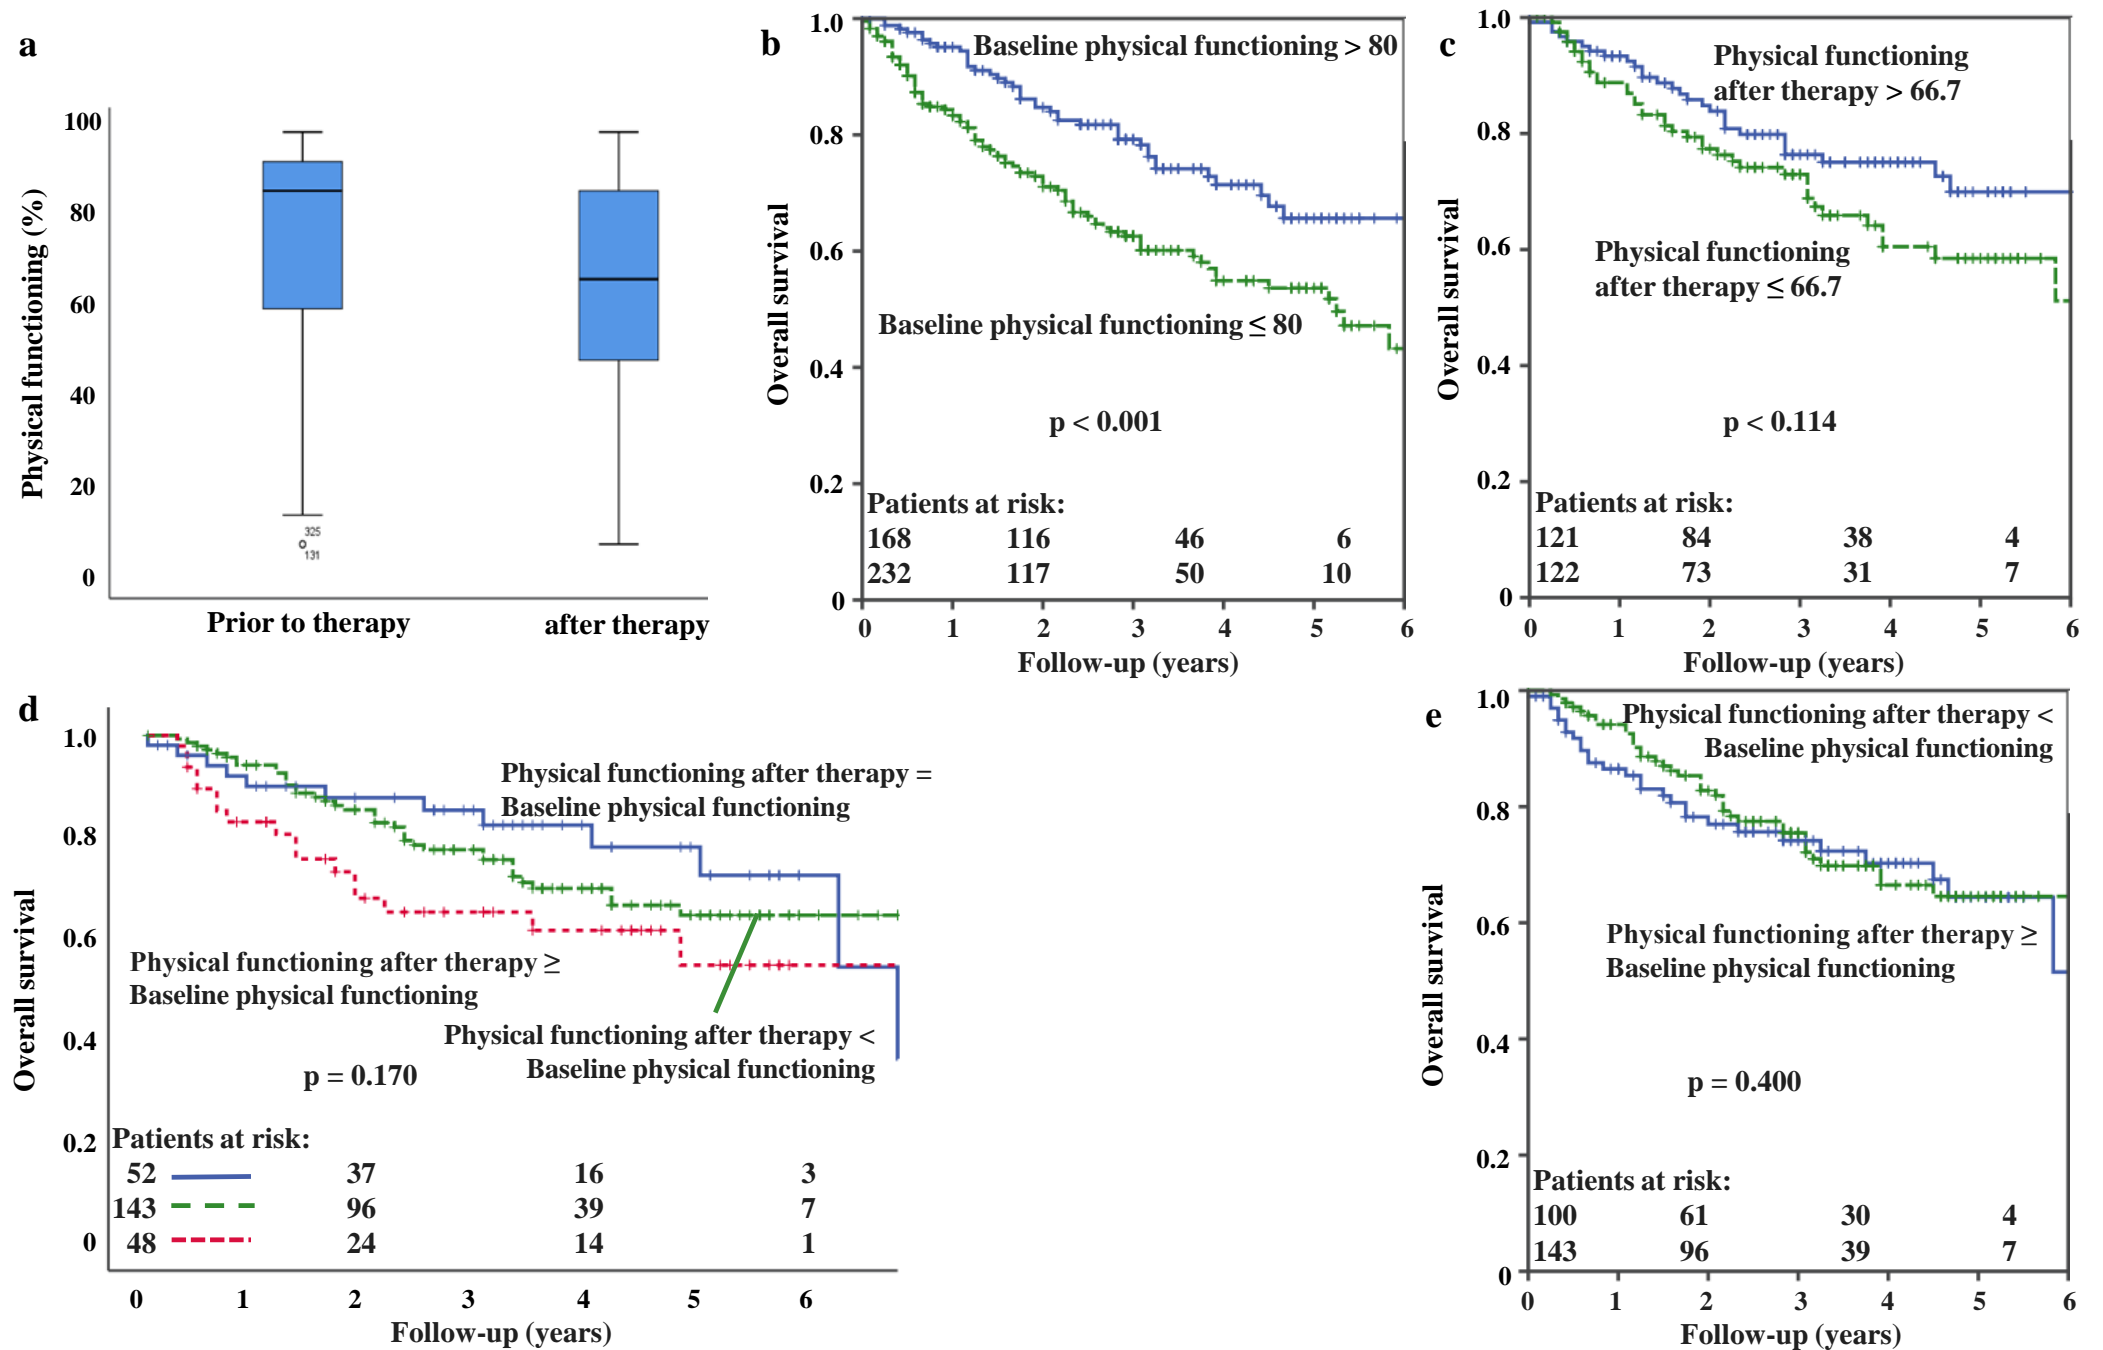 a
Physical functioning (%)
100
80
60
40
20
0
325
131
Prior to therapy
after therapy
b
Overall survival
1.0
0.8
0.6
0.4
0.2
0
Baseline physical functioning > 80
Baseline physical functioning ≤ 80
p < 0.001
Patients at risk:
168 116 46 6
232 117 50 10
0 1 2 3 4 5 6
Follow-up (years)
c
Overall survival
1.0
0.8
0.6
0.4
0.2
0
Physical functioning
after therapy > 66.7
Physical functioning
after therapy ≤ 66.7
p < 0.114
Patients at risk:
121 84 38 4
122 73 31 7
0 1 2 3 4 5 6
Follow-up (years)
d
Overall survival
1.0
0.8
0.6
0.4
0.2
0
Physical functioning after therapy =
Baseline physical functioning
Physical functioning after therapy ≥
Baseline physical functioning
Physical functioning after therapy <
Baseline physical functioning
p = 0.170
Patients at risk:
52 37 16 3
143 96 39 7
48 24 14 1
0 1 2 3 4 5 6
Follow-up (years)
e
Overall survival
1.0
0.8
0.6
0.4
0.2
0
Physical functioning after therapy <
Baseline physical functioning
Physical functioning after therapy ≥
Baseline physical functioning
p = 0.400
Patients at risk:
100 61 30 4
143 96 39 7
0 1 2 3 4 5 6
Follow-up (years)